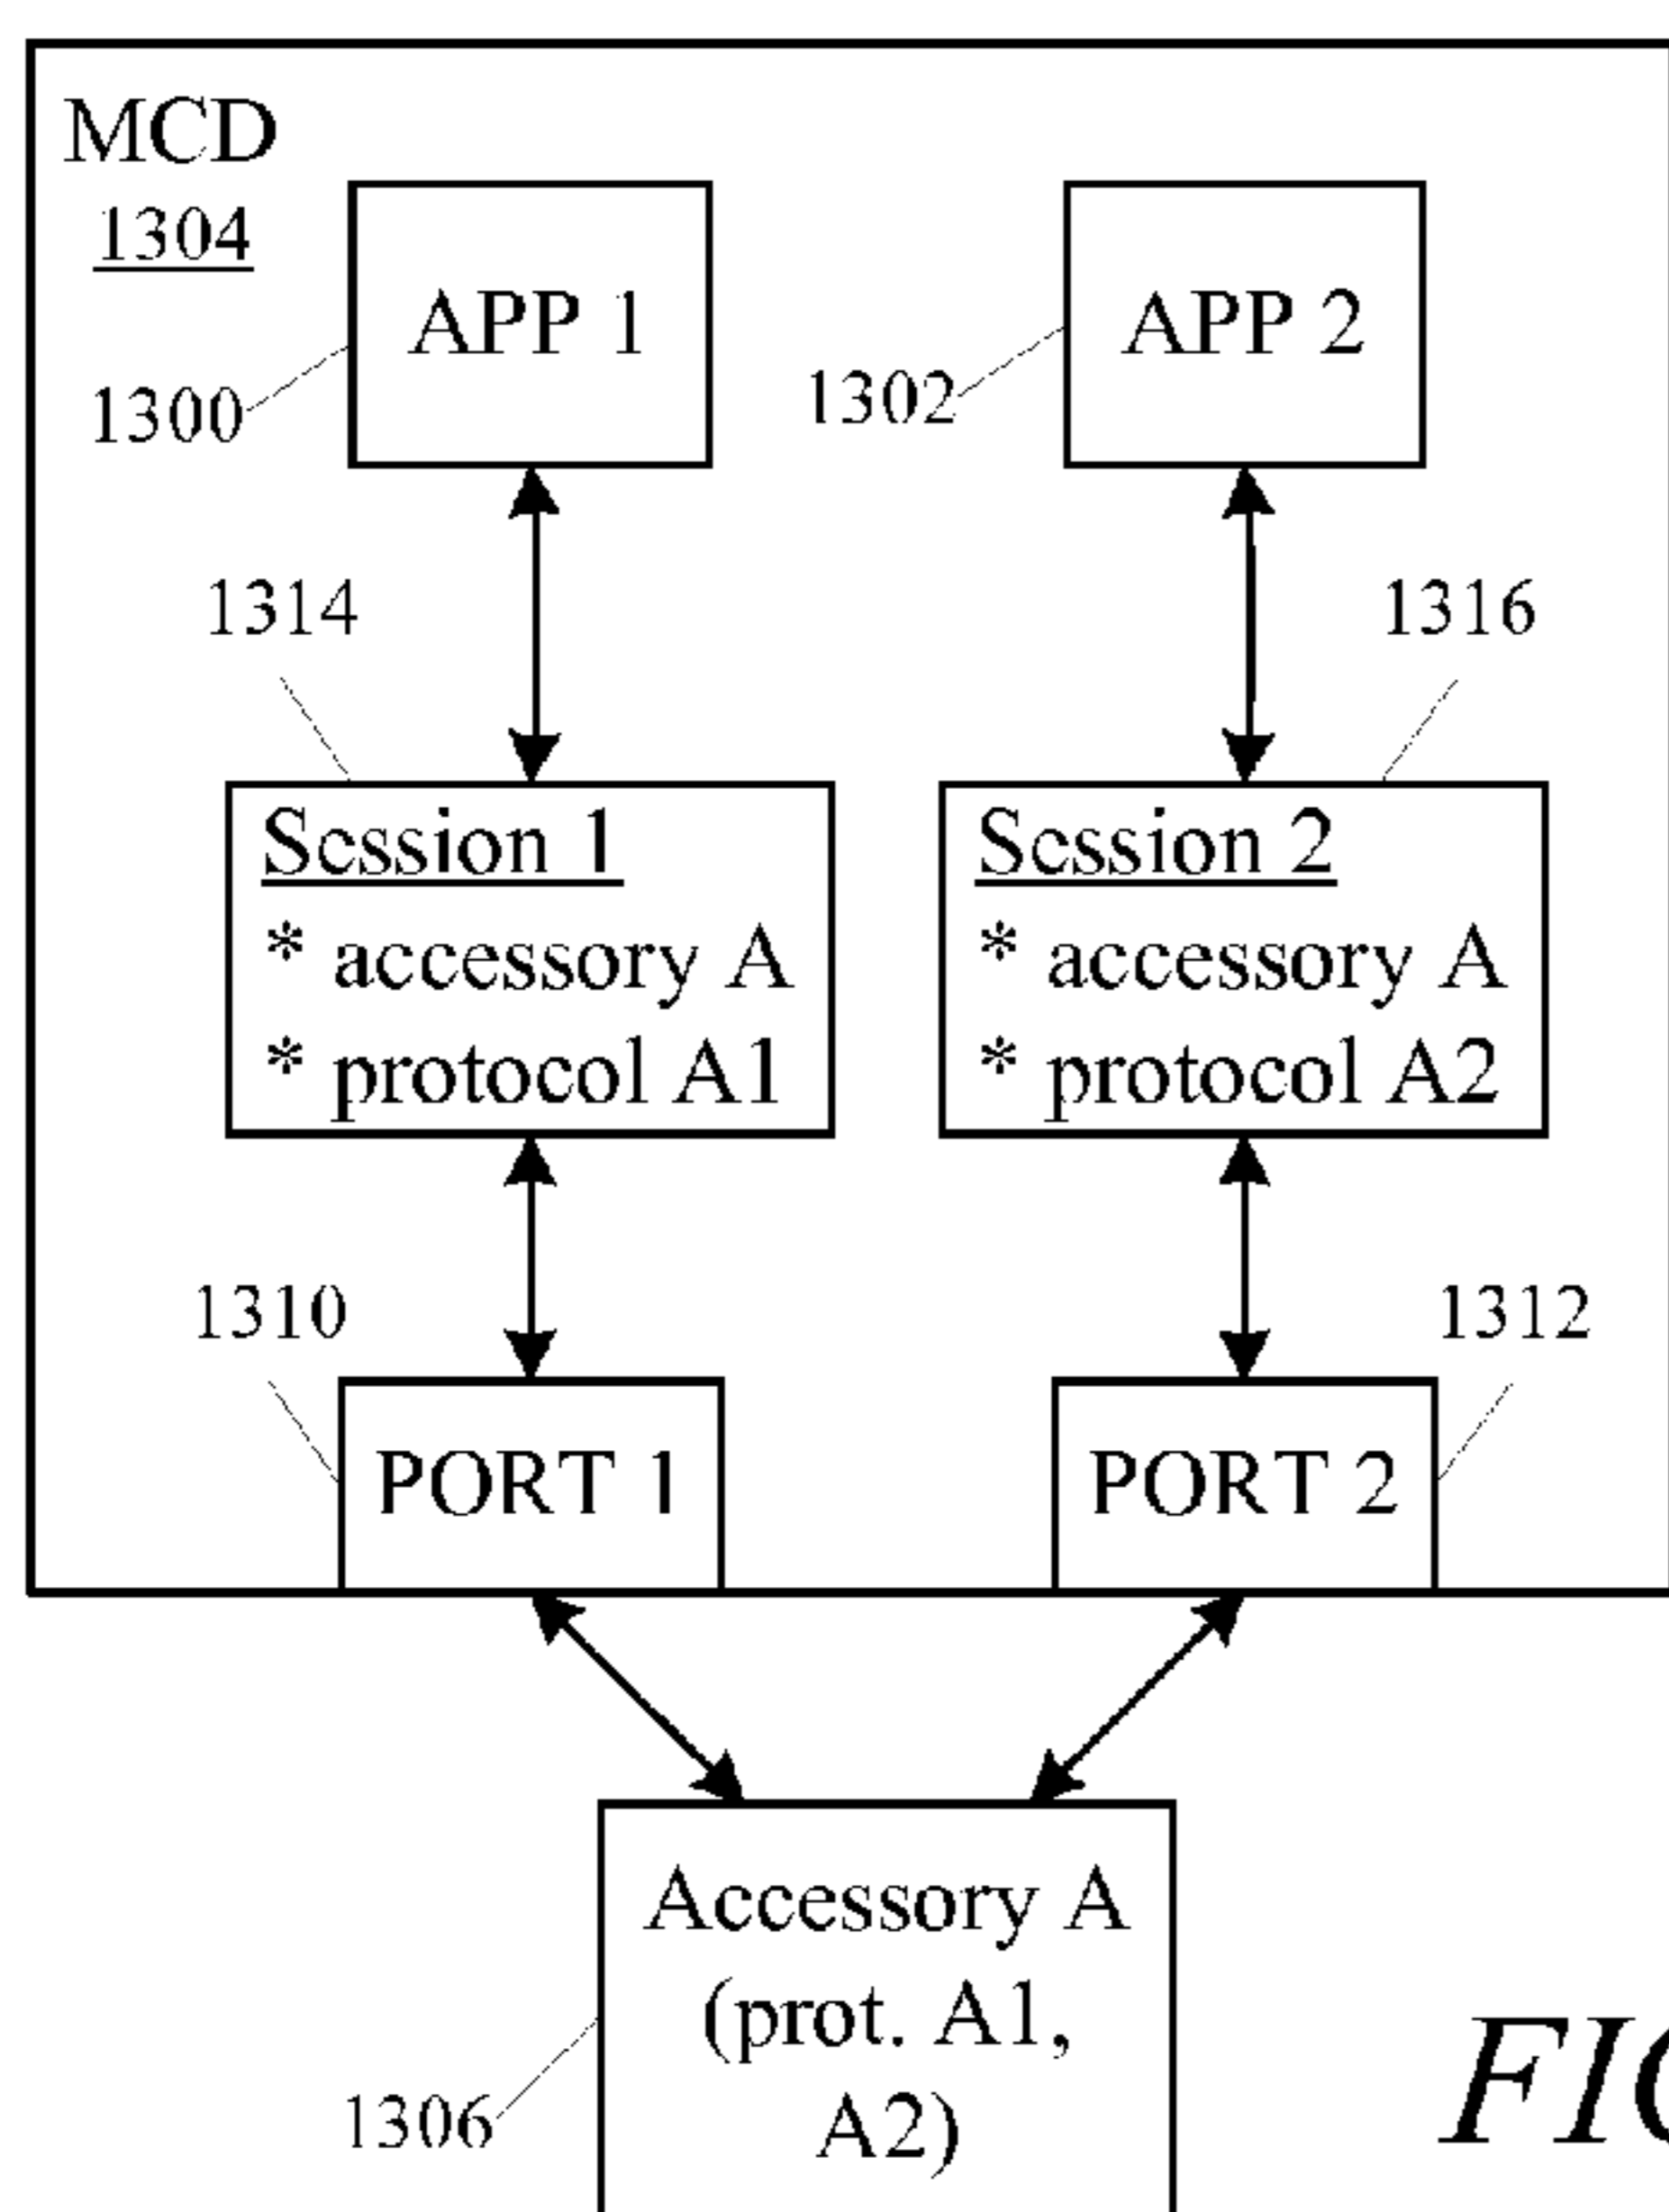 MCD
1304
APP 1
APP 2
1300
1302
1314
1316
Session 1
* accessory A
* protocol A1
Session 2
* accessory A
* protocol A2
1310
1312
PORT 1
PORT 2
Accessory A
(prot. A1,
A2)
1306